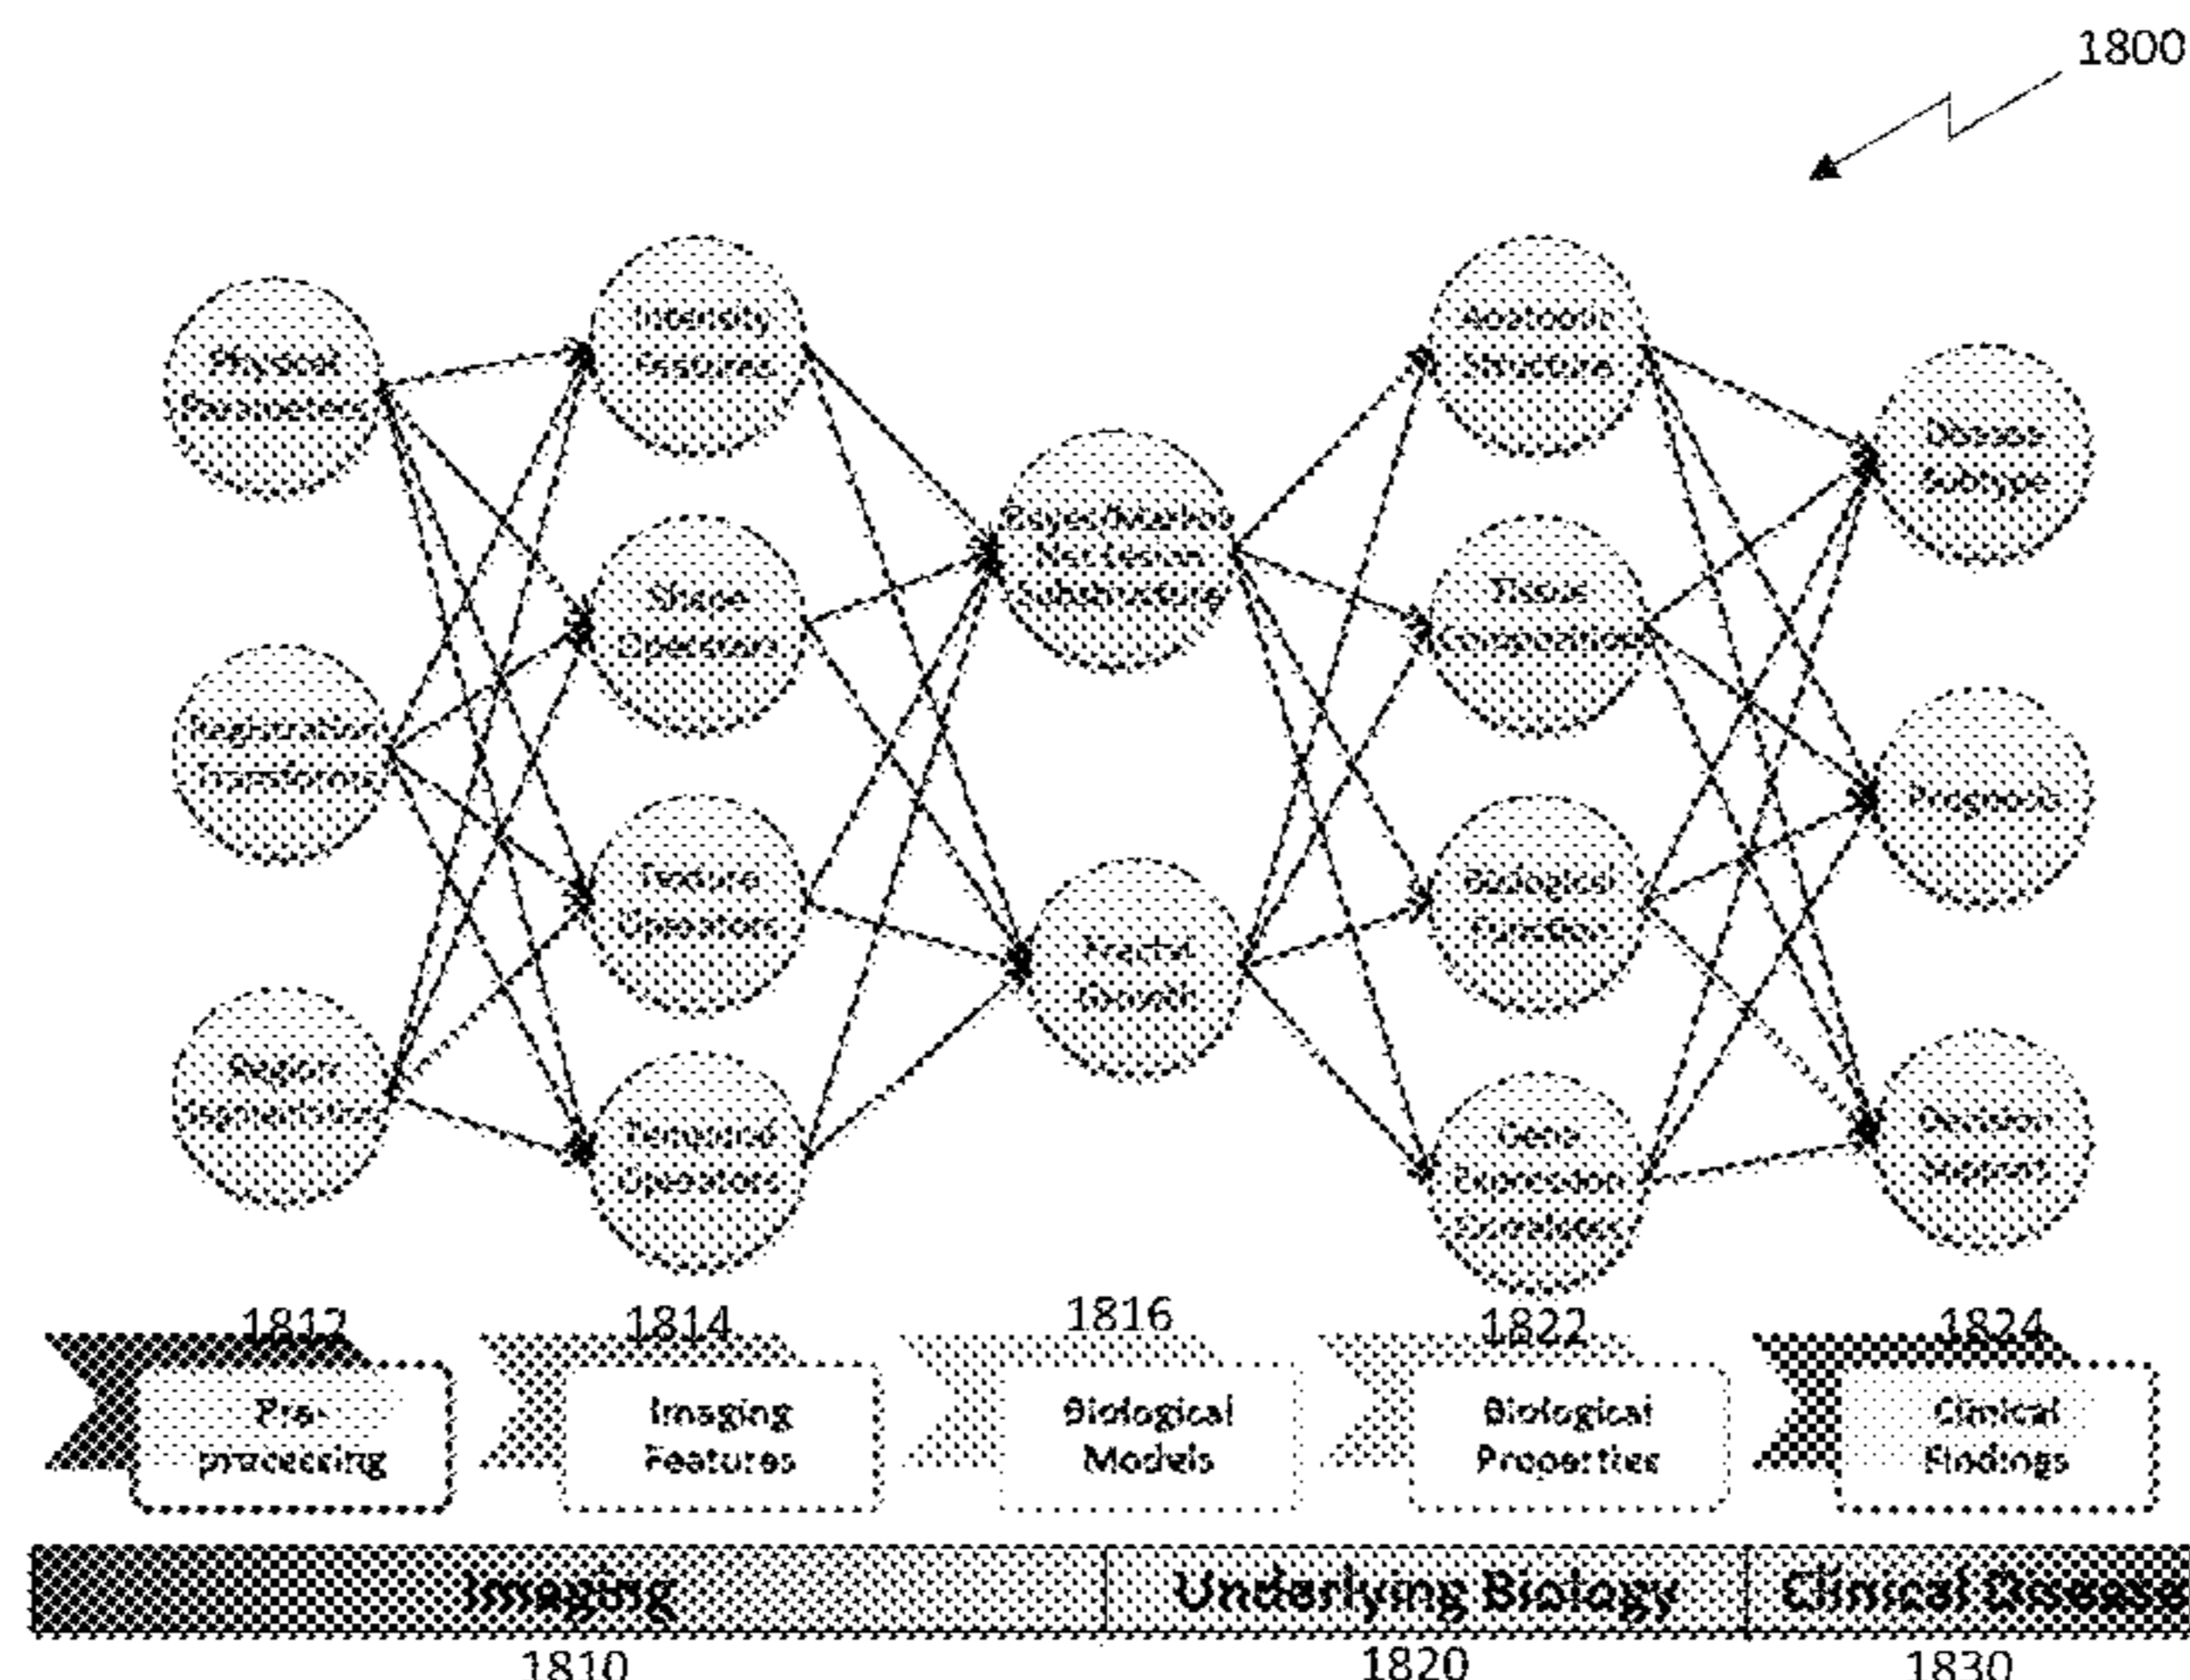 1800
Physical
Parameters
Registration
Transforms
Region
Segmentation
Intensity
Features
Shape
Operators
Texture
Operators
Temporal
Operators
Bayes/Markov
Net Lesion
Substructure
Fractal
Growth
Anatomic
Structure
Tissue
Composition
Biological
Function
Gene
Expression
Correlates
Disease
Subtype
Prognosis
Decision
Support
1812
1814
1816
1822
1824
Pre-
processing
Imaging
Features
Biological
Models
Biological
Properties
Clinical
Findings
Imaging
Underlying Biology
Clinical Disease
1810
1820
1830